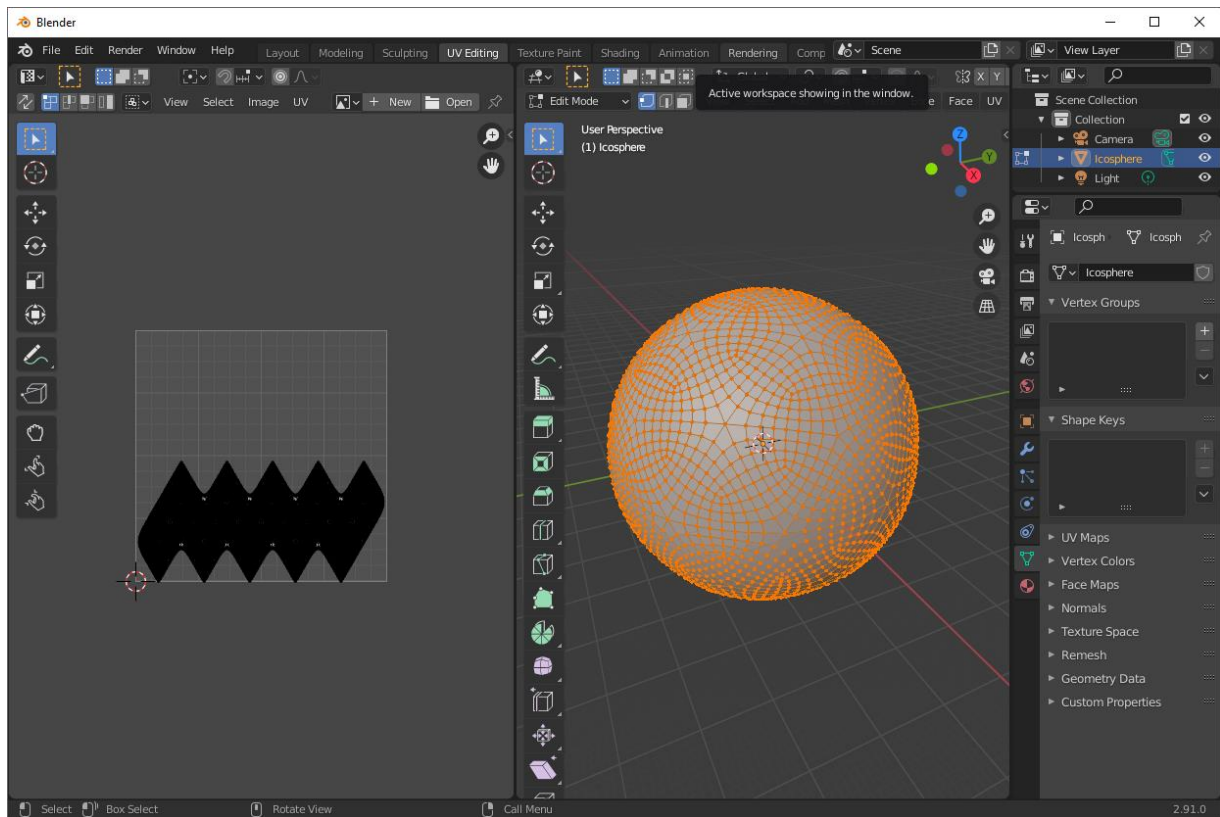 Blender
File Edit Render Window Help Layout Modeling Sculpting UV Editing Texture Paint Shading Animation Rendering Comp Scene View Layer
View Select Image UV New Open Edit Mode Face UV
Active workspace showing in the window.
User Perspective
(1) Icosphere
Z
Y
X
X Y
Scene Collection
Collection
Camera
Icosphere
Light
Icosph Icosph
Icosphere
Vertex Groups
Shape Keys
UV Maps
Vertex Colors
Face Maps
Normals
Texture Space
Remesh
Geometry Data
Custom Properties
Select Box Select Rotate View Call Menu 2.91.0